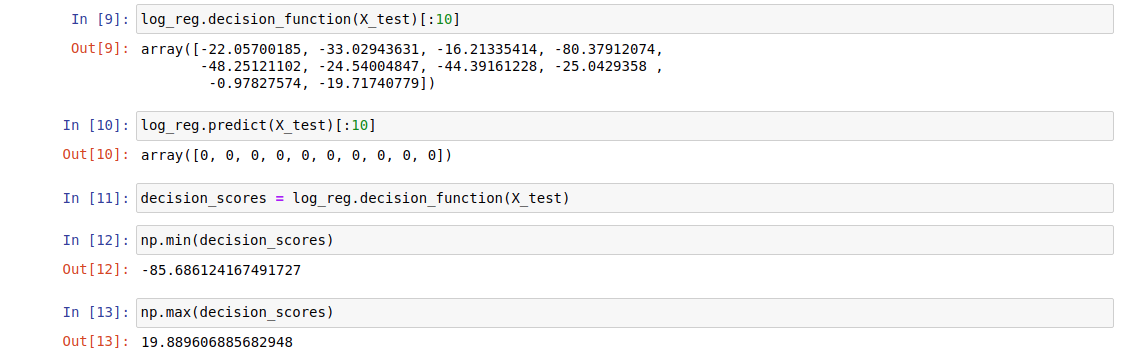 In [9]: log_reg.decision_function(X_test)[:10]
Out[9]: array([-22.05700185, -33.02943631, -16.21335414, -80.37912074,
       -48.25121102, -24.54004847, -44.39161228, -25.0429358 ,
        -0.97827574, -19.71740779])
In [10]: log_reg.predict(X_test)[:10]
Out[10]: array([0, 0, 0, 0, 0, 0, 0, 0, 0, 0])
In [11]: decision_scores = log_reg.decision_function(X_test)
In [12]: np.min(decision_scores)
Out[12]: -85.686124167491727
In [13]: np.max(decision_scores)
Out[13]: 19.889606885682948